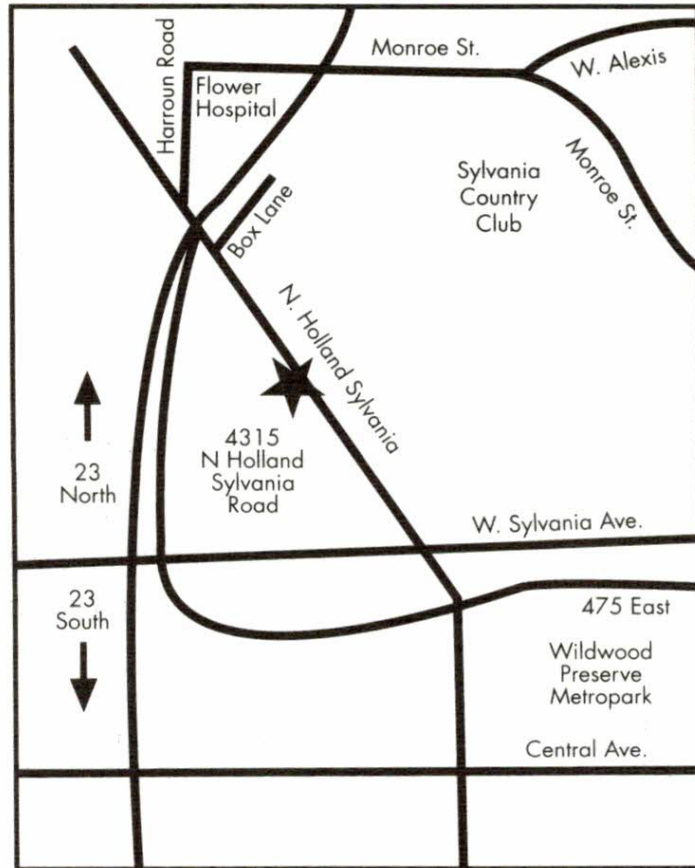 Monroe St.
W. Alexis
Harroun Road
Flower
Hospital
Monroe St.
Sylvania
Country
Club
Box Lane
N. Holland Sylvania
4315
N Holland
Sylvania
Road
23
North
W. Sylvania Ave.
23
South
475 East
Wildwood
Preserve
Metropark
Central Ave.